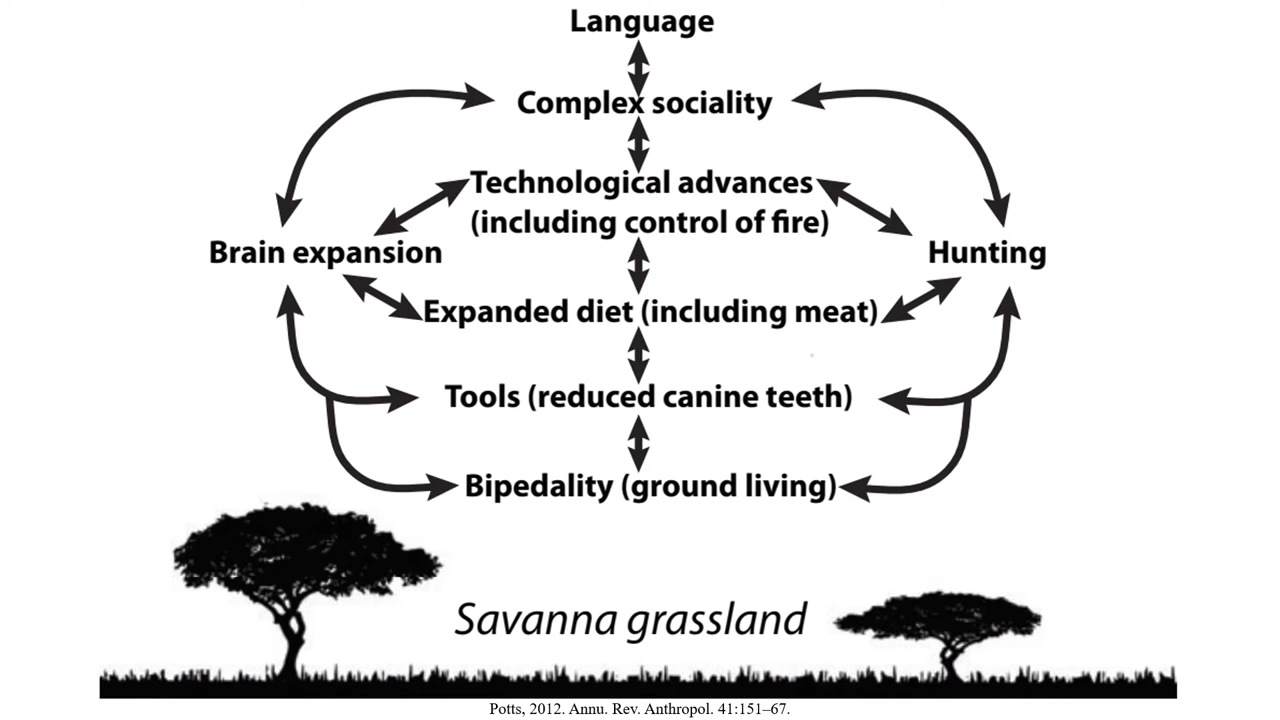 Language
Complex sociality
Technological advances
(including control of fire)
Brain expansion
Hunting
Expanded diet (including meat)
Tools (reduced canine teeth)
Bipedality (ground living)
Savanna grassland
Potts, 2012. Annu. Rev. Anthropol. 41:151–67.